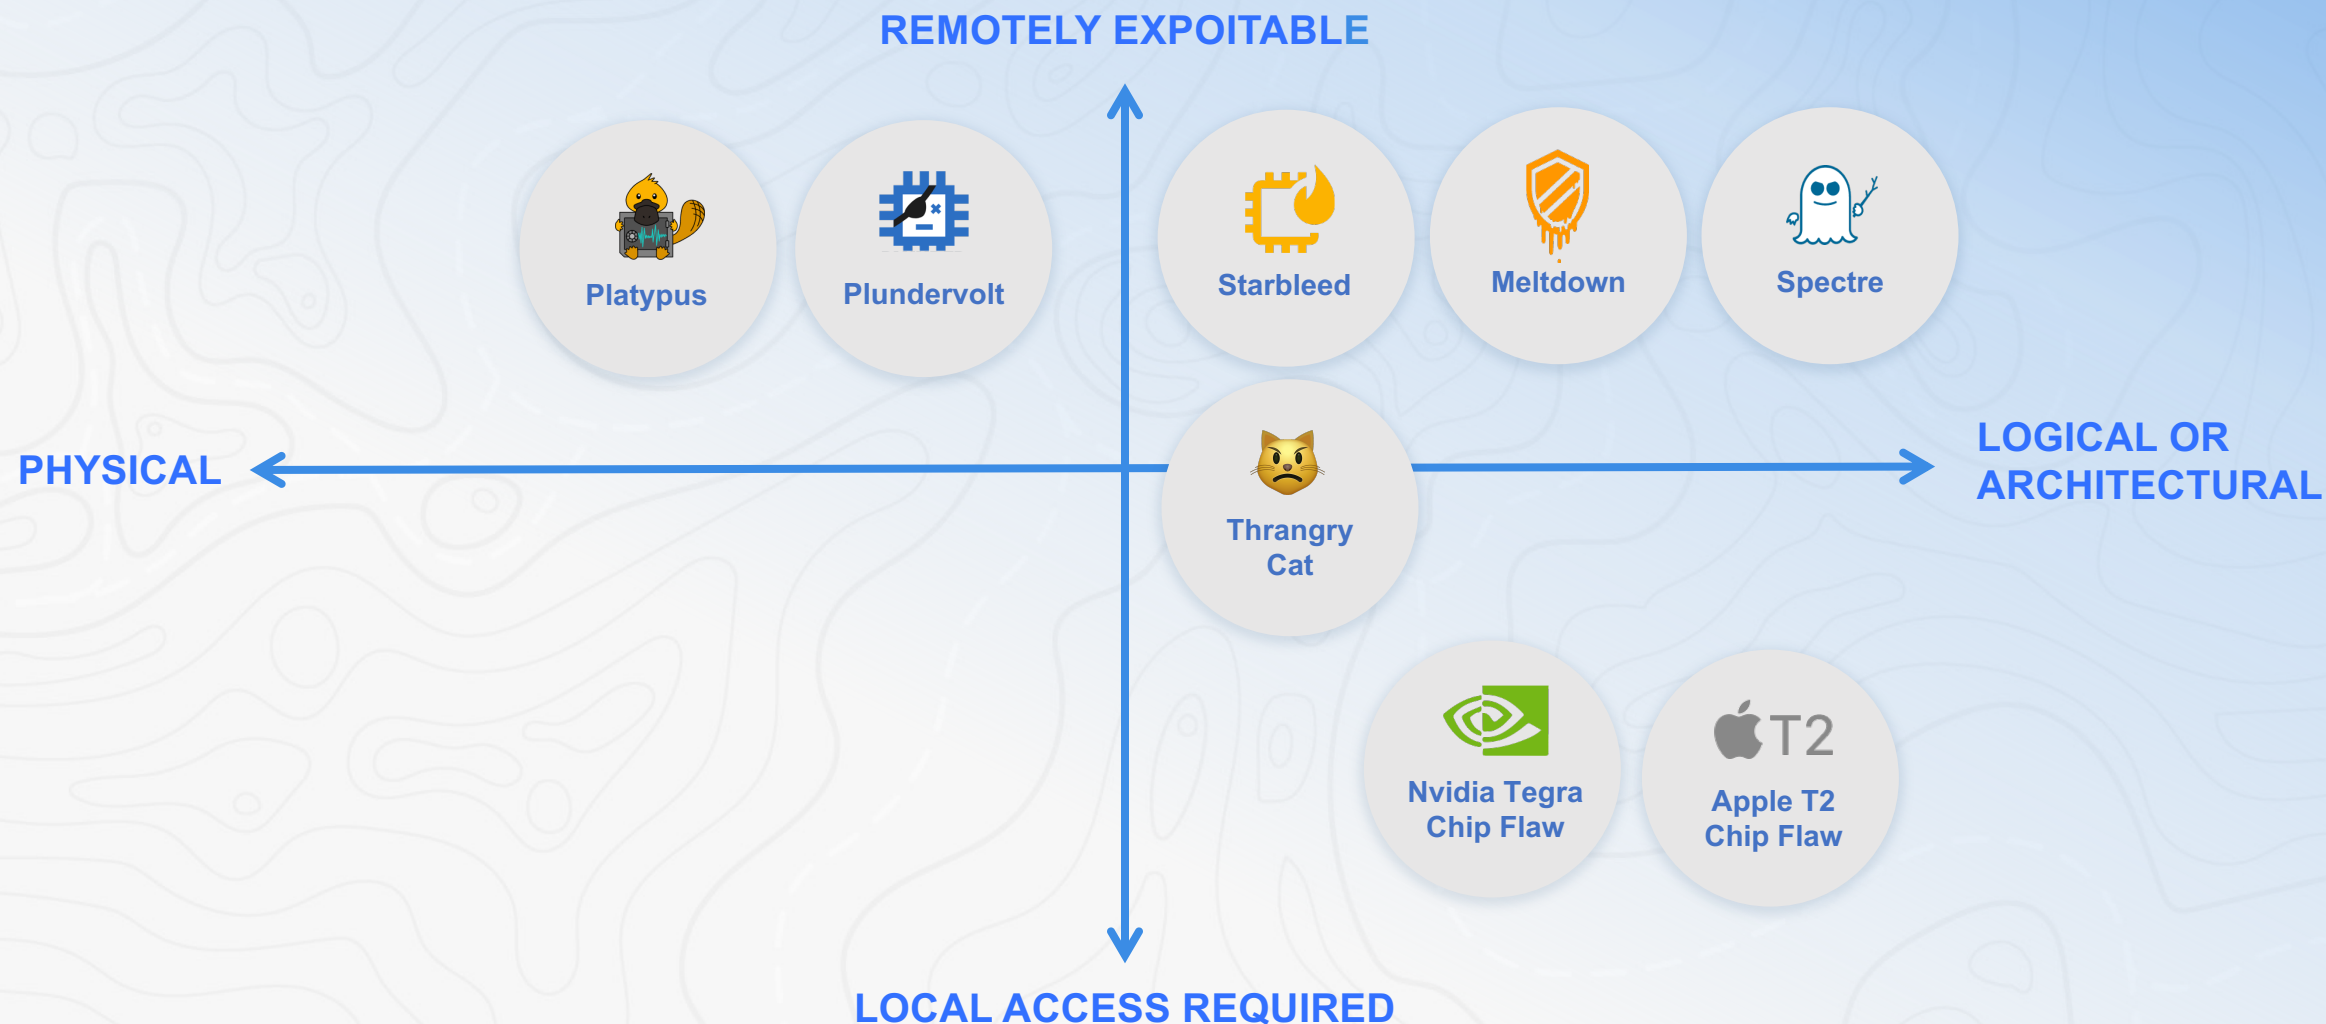 REMOTELY EXPOITABLE
Platypus
Plundervolt
Starbleed
Meltdown
Spectre
PHYSICAL
LOGICAL OR
ARCHITECTURAL
Thrangry
Cat
Nvidia Tegra
Chip Flaw
T2
Apple T2
Chip Flaw
LOCAL ACCESS REQUIRED